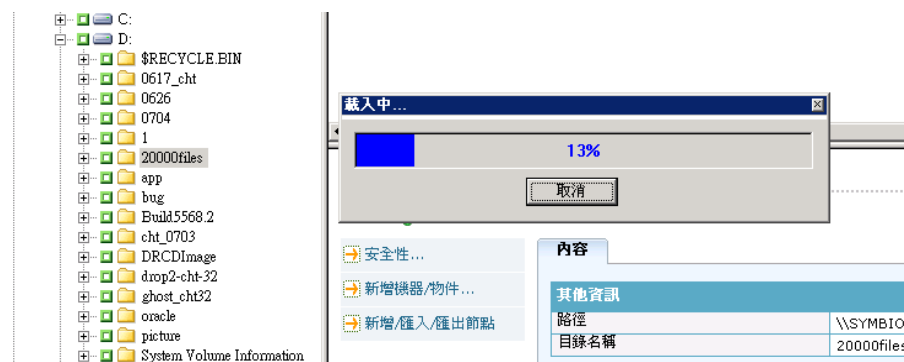 C:
D:
$RECYCLE.BIN
0617_cht
0626
0704
1
20000files
app
bug
Build5568.2
cht_0703
DRCDImage
drop2-cht-32
ghost_cht32
oracle
picture
System Volume Information
載入中...
13%
取消
安全性...
新增機器/物件...
新增/匯入/匯出節點
內容
其他資訊
路徑
\\SYMBIO
目錄名稱
20000files